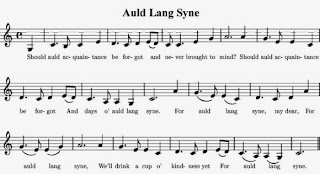 Auld Lang Syne
Should auld ac-quain-tance be for-got and ne-ver brought to mind? Should auld ac-quain-tance
be for-got And days o' auld lang syne. For auld lang syne, my dear, For
auld lang syne, We'll drink a cup o' kind-ness yet For auld lang syne.